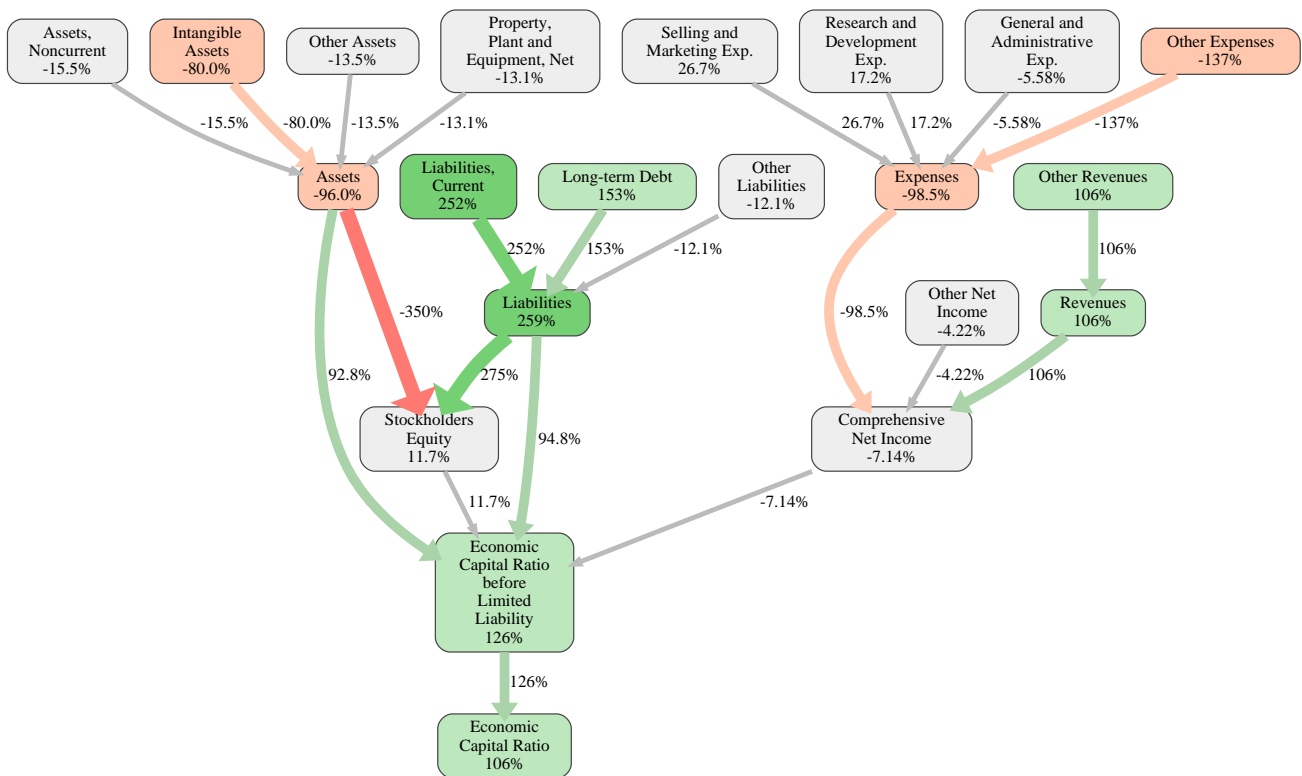 Assets,
Noncurrent
-15.5%
Intangible
Assets
-80.0%
Other Assets
-13.5%
Property,
Plant and
Equipment, Net
-13.1%
Selling and
Marketing Exp.
26.7%
Research and
Development
Exp.
17.2%
General and
Administrative
Exp.
-5.58%
Other Expenses
-137%
-15.5%
-80.0%
-13.5%
-13.1%
26.7%
17.2%
-5.58%
-137%
Assets
-96.0%
Liabilities,
Current
252%
Long-term Debt
153%
Other
Liabilities
-12.1%
Expenses
-98.5%
Other Revenues
106%
252%
153%
-12.1%
106%
Liabilities
259%
Other Net
Income
-4.22%
Revenues
106%
-350%
-98.5%
92.8%
275%
-4.22%
106%
Stockholders
Equity
11.7%
94.8%
Comprehensive
Net Income
-7.14%
11.7%
-7.14%
Economic
Capital Ratio
before
Limited
Liability
126%
126%
Economic
Capital Ratio
106%